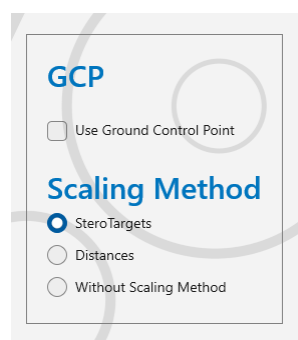 GCP
Use Ground Control Point
Scaling Method
SteroTargets
Distances
Without Scaling Method